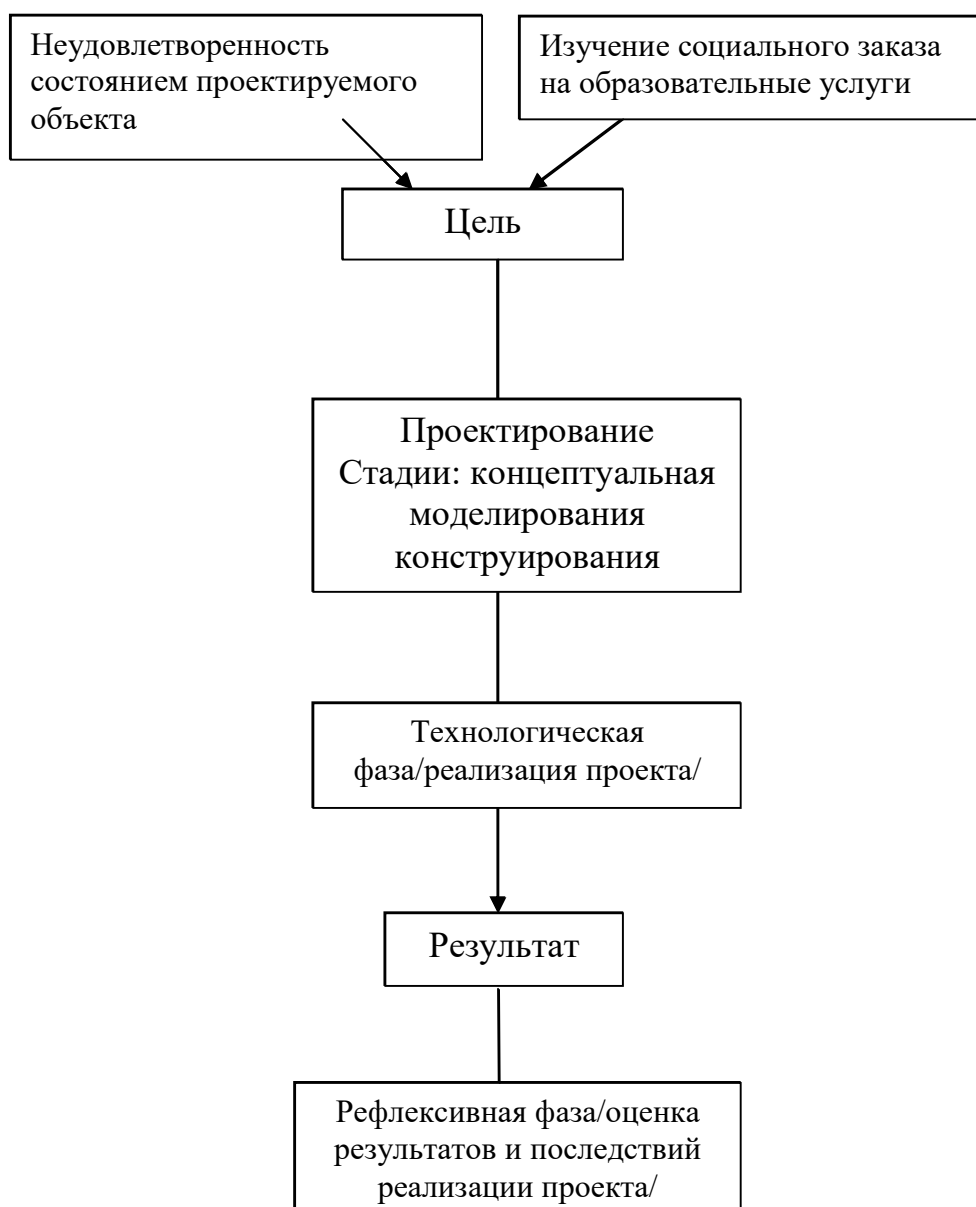 Неудовлетворенность
состоянием проектируемого
объекта
Изучение социального заказа
на образовательные услуги
Цель
Проектирование
Стадии: концептуальная
моделирования
конструирования
Технологическая
фаза/реализация проекта/
Результат
Рефлексивная фаза/оценка
результатов и последствий
реализации проекта/